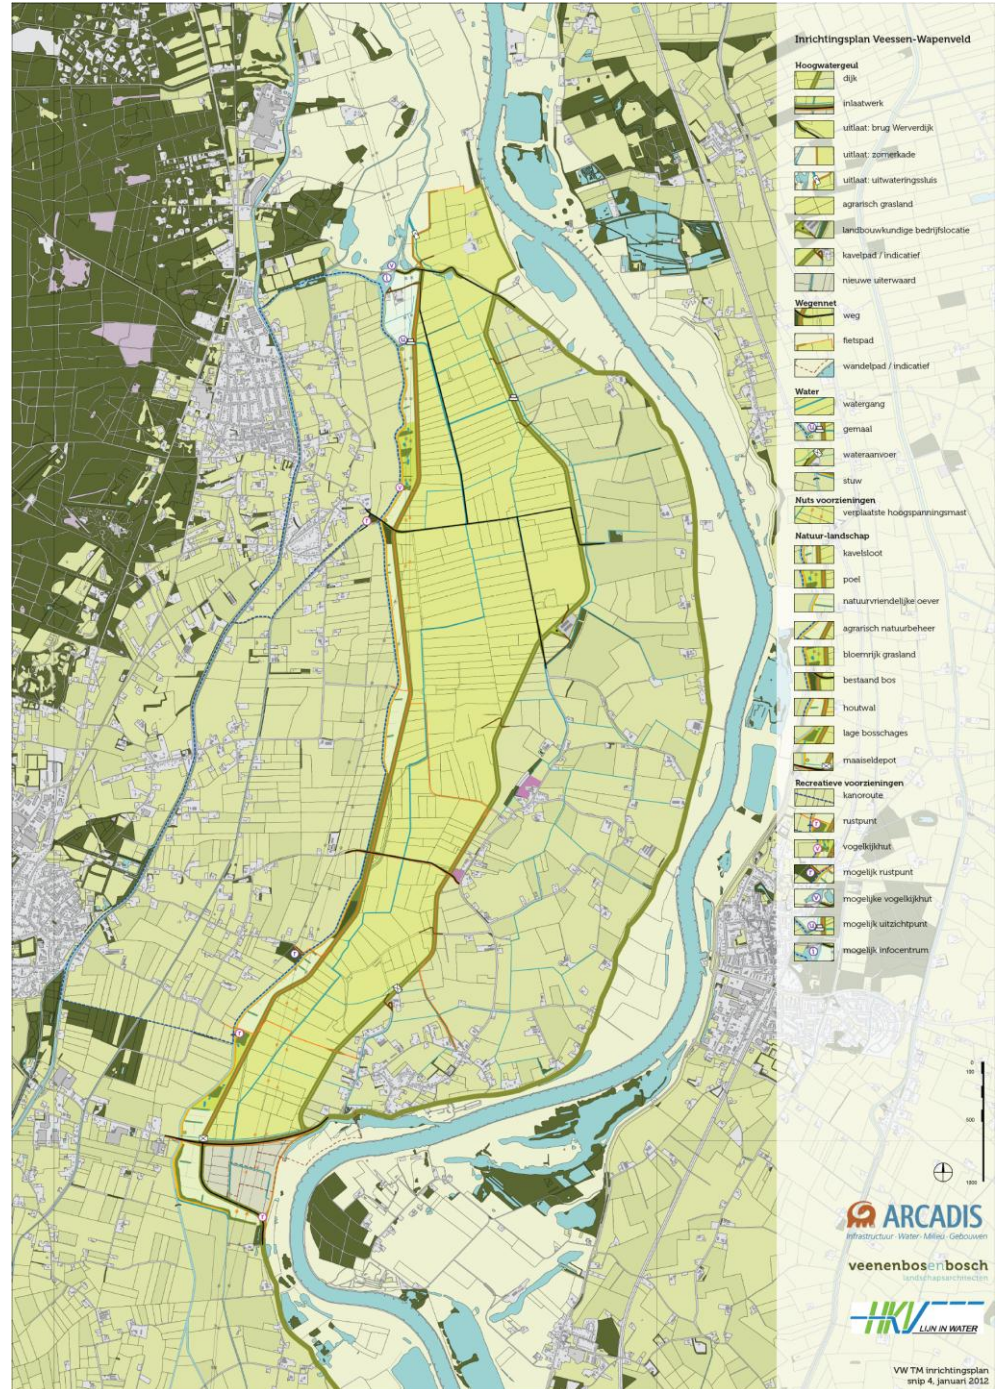 Inrichtingsplan Veessen-Wapenveld
Hoogwatergeul
dijk
inlaatwerk
uitlaat: brug Werverdijk
uitlaat: zomerkade
uitlaat: uitwateringssluis
agrarisch grasland
landbouwkundige bedrijfslocatie
kavelpad / indicatief
nieuwe uiterwaard
Wegennet
weg
fietspad
wandelpad / indicatief
Water
watergang
gemaal
wateraanvoer
stuw
Nuts voorzieningen
verplaatste hoogspanningsmast
Natuur-landschap
kavelsloot
poel
natuurvriendelijke oever
agrarisch natuurbeheer
bloemrijk grasland
bestaand bos
houtwal
lage bosschages
maaiseldepot
Recreatieve voorzieningen
kanoroute
rustpunt
vogelkijkhut
mogelijk rustpunt
mogelijke vogelkijkhut
mogelijk uitzichtpunt
mogelijk infocentrum
0
100
500
1000
ARCADIS
Infrastructuur · Water · Milieu · Gebouwen
veenenbosenbosch
landschapsarchitecten
HKV
LIJN IN WATER
VW TM inrichtingsplan
snip 4, januari 2012